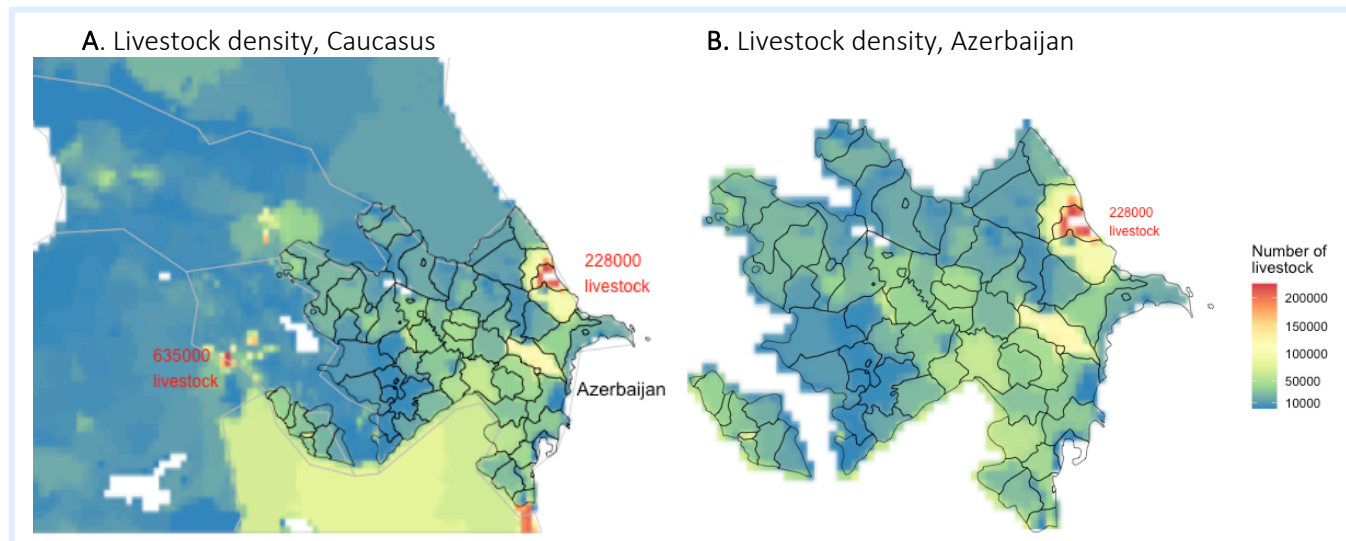 A. Livestock density, Caucasus
B. Livestock density, Azerbaijan
228000
livestock
635000
livestock
Azerbaijan
228000
livestock
Number of
livestock
200000
150000
100000
50000
10000